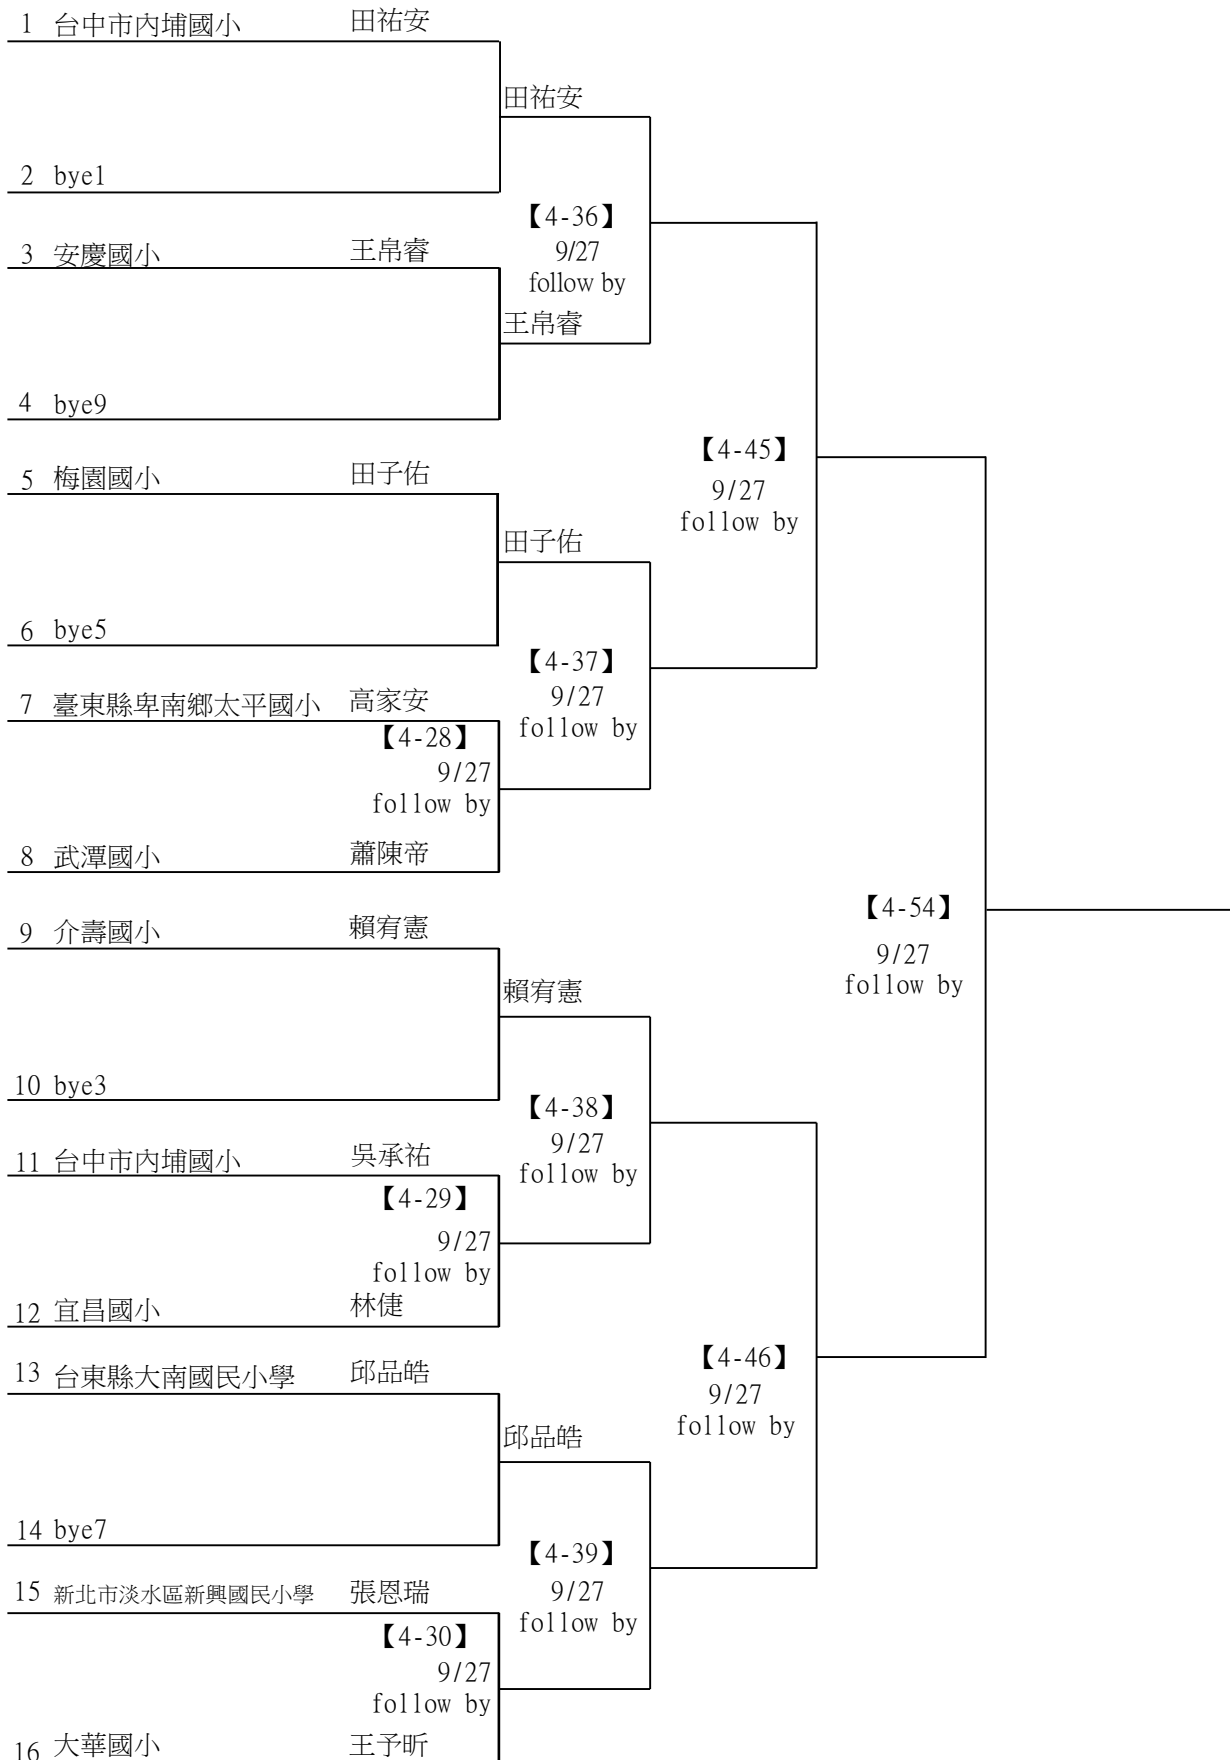 1 台中市內埔國小 田祐安
田祐安
2 bye1
【4-36】
9/27
follow by
3 安慶國小 王帛睿
王帛睿
4 bye9
【4-45】
9/27
follow by
5 梅園國小 田子佑
田子佑
6 bye5
【4-37】
9/27
follow by
7 臺東縣卑南鄉太平國小 高家安
【4-28】
9/27
follow by
8 武潭國小 蕭陳帝
【4-54】
9/27
follow by
9 介壽國小 賴宥憲
賴宥憲
10 bye3
【4-38】
9/27
follow by
11 台中市內埔國小 吳承祐
【4-29】
9/27
follow by
12 宜昌國小 林倢
【4-46】
9/27
follow by
13 台東縣大南國民小學 邱品皓
邱品皓
14 bye7
【4-39】
9/27
follow by
15 新北市淡水區新興國民小學 張恩瑞
【4-30】
9/27
follow by
16 大華國小 王予昕